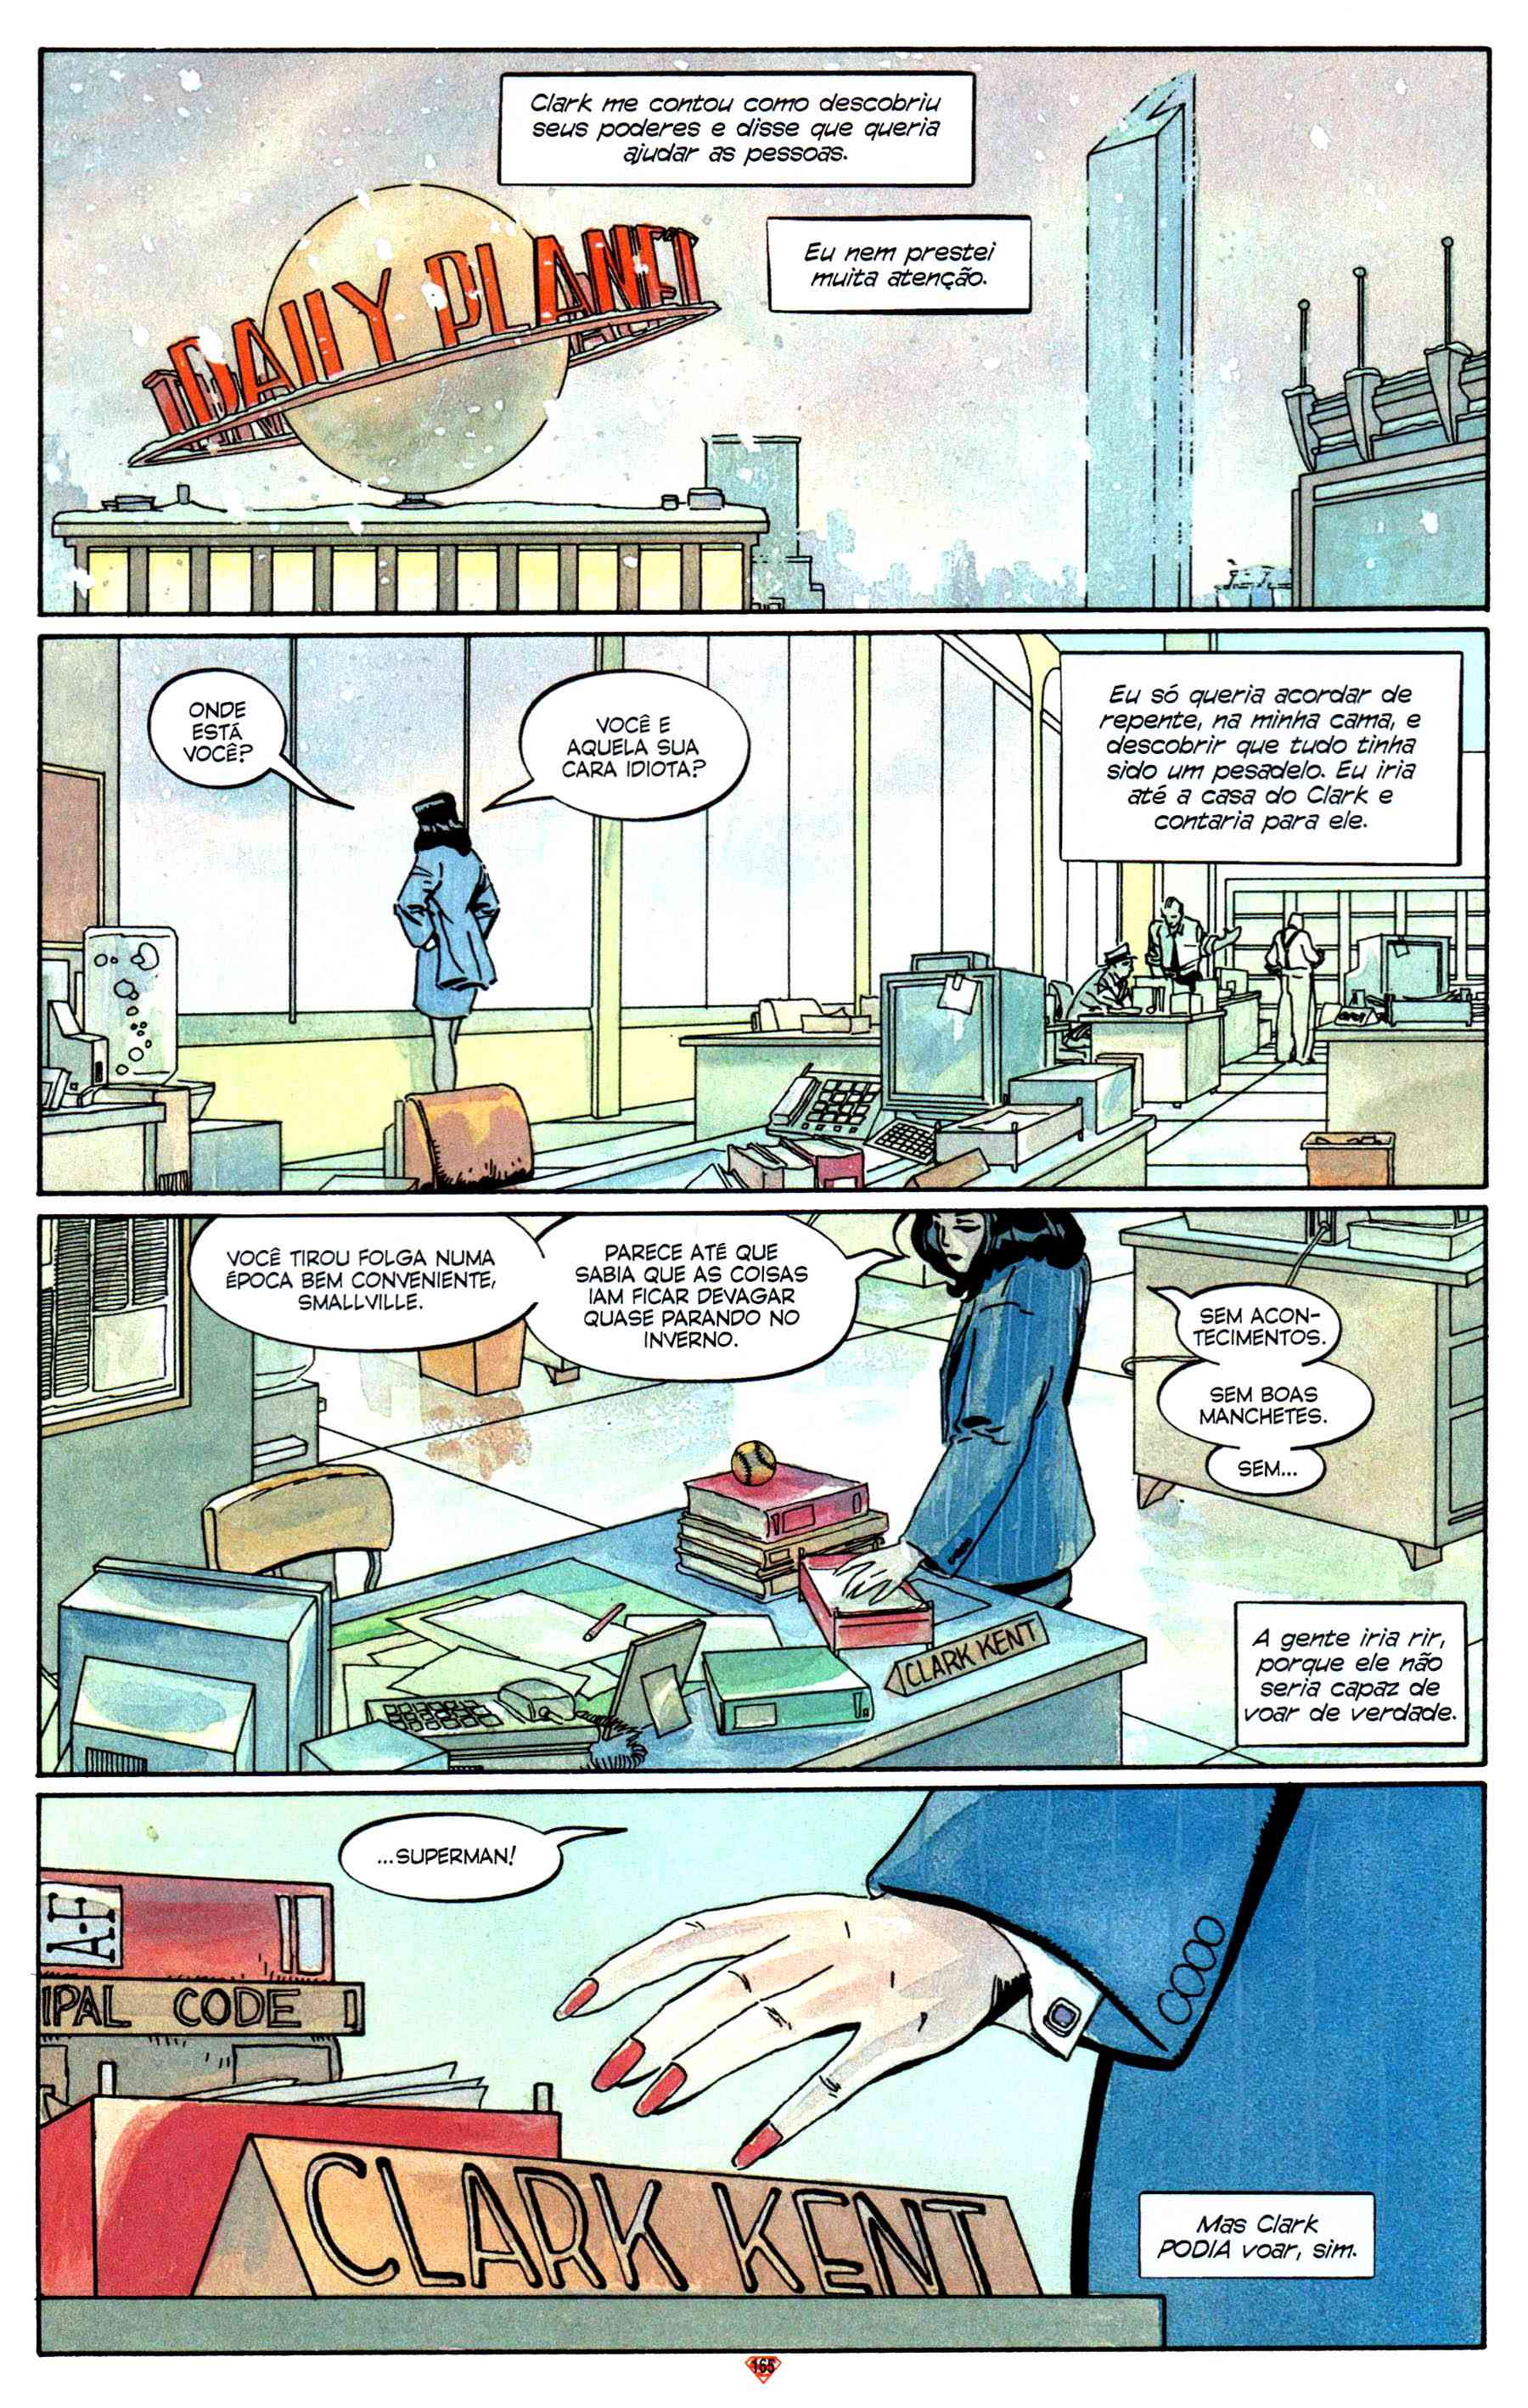 Clark me contou como descobriu
seus poderes e disse que queria
ajudar as pessoas.
Eu nem prestei
muita atenção.
DAILY PLANET
ONDE
ESTÁ
VOCÊ?
VOCÊ E
AQUELA SUA
CARA IDIOTA?
Eu só queria acordar de
repente, na minha cama, e
descobrir que tudo tinha
sido um pesadelo. Eu iria
até a casa do Clark e
contaria para ele.
VOCÊ TIROU FOLGA NUMA
ÉPOCA BEM CONVENIENTE,
SMALLVILLE.
PARECE ATÉ QUE
SABIA QUE AS COISAS
IAM FICAR DEVAGAR
QUASE PARANDO NO
INVERNO.
SEM ACON-
TECIMENTOS.
SEM BOAS
MANCHETES.
SEM...
CLARK KENT
A gente iria rir,
porque ele não
seria capaz de
voar de verdade.
...SUPERMAN!
A-E
IPAL CODE
CLARK KENT
Mas Clark
PODIA voar, sim.
165